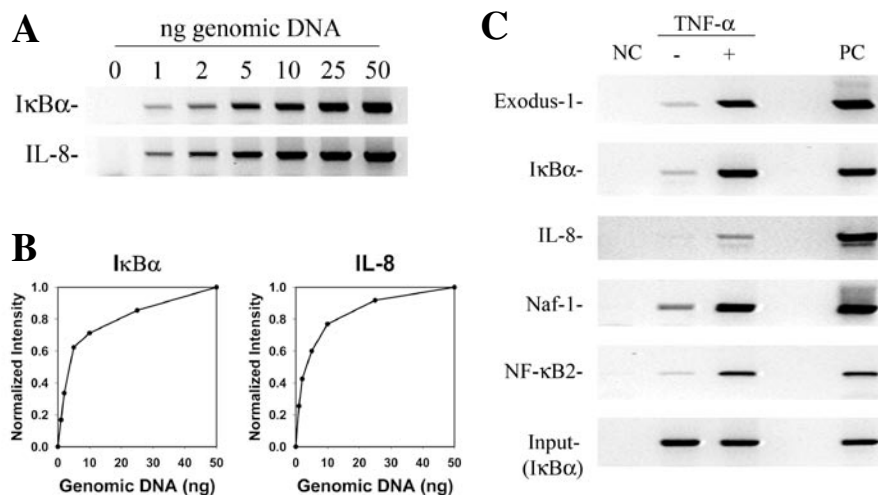 A
ng genomic DNA
0 1 2 5 10 25 50
IκBα-
IL-8-
B
IκBα
Normalized Intensity
1.0
0.8
0.6
0.4
0.2
0.0
0 10 20 30 40 50
Genomic DNA (ng)
IL-8
Normalized Intensity
1.0
0.8
0.6
0.4
0.2
0.0
0 10 20 30 40 50
Genomic DNA (ng)
C
TNF-α
NC - + PC
Exodus-1-
IκBα-
IL-8-
Naf-1-
NF-κB2-
Input-
(IκBα)